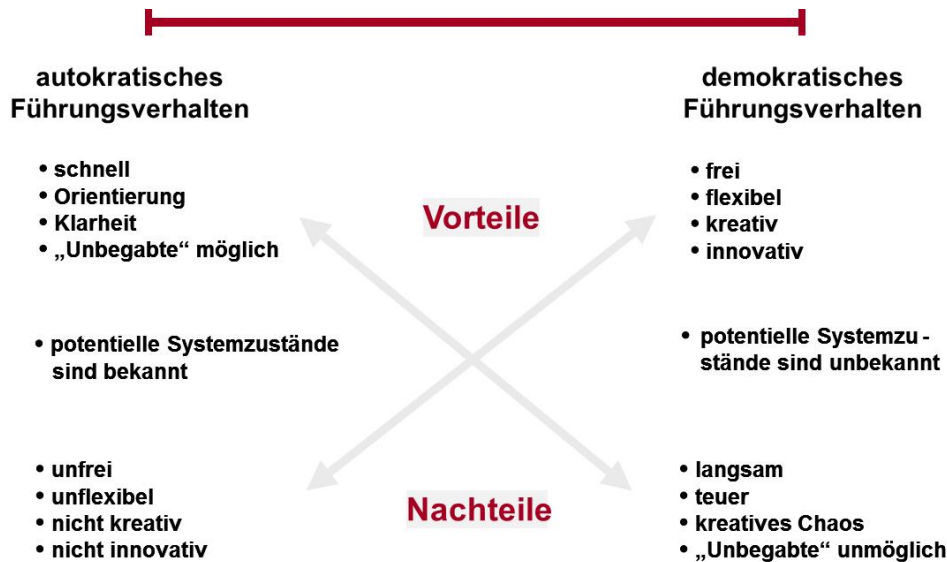 autokratisches
Führungsverhalten
• schnell
• Orientierung
• Klarheit
• „Unbegabte“ möglich
• potentielle Systemzustände
sind bekannt
• unfrei
• unflexibel
• nicht kreativ
• nicht innovativ
Vorteile
Nachteile
demokratisches
Führungsverhalten
• frei
• flexibel
• kreativ
• innovativ
• potentielle Systemzu-
stände sind unbekannt
• langsam
• teuer
• kreatives Chaos
• „Unbegabte“ unmöglich